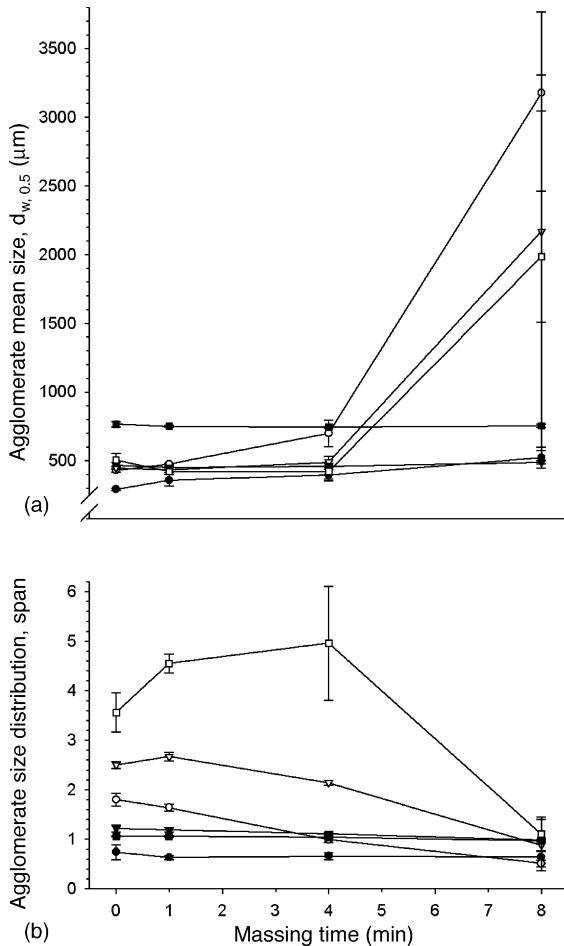 3500
3000
2500
2000
1500
1000
500
Agglomerate mean size, dw, 0.5 (μm)
(a)
6
5
4
3
2
1
0
Agglomerate size distribution, span
0 1 2 3 4 5 6 7 8
(b)
Massing time (min)